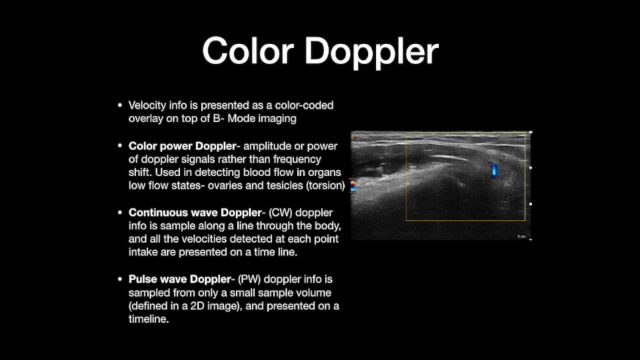 Color Doppler
• Velocity info is presented as a color-coded
overlay on top of B- Mode imaging
• Color power Doppler- amplitude or power
of doppler signals rather than frequency
shift. Used in detecting blood flow in organs
low flow states- ovaries and tesicles (torsion)
• Continuous wave Doppler- (CW) doppler
info is sample along a line through the body,
and all the velocities detected at each point
intake are presented on a time line.
• Pulse wave Doppler- (PW) doppler info is
sampled from only a small sample volume
(defined in a 2D image), and presented on a
timeline.